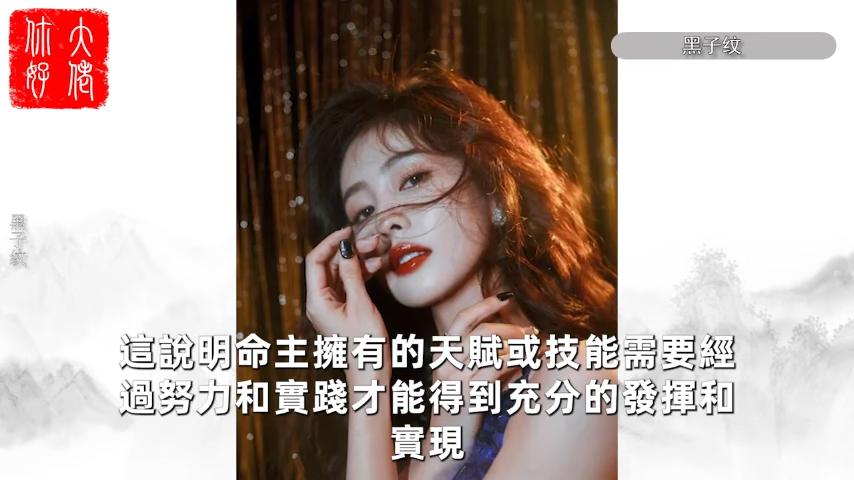 大佬
休好
黑子纹
黑子纹
這說明命主擁有的天賦或技能需要經
過努力和實踐才能得到充分的發揮和
實現